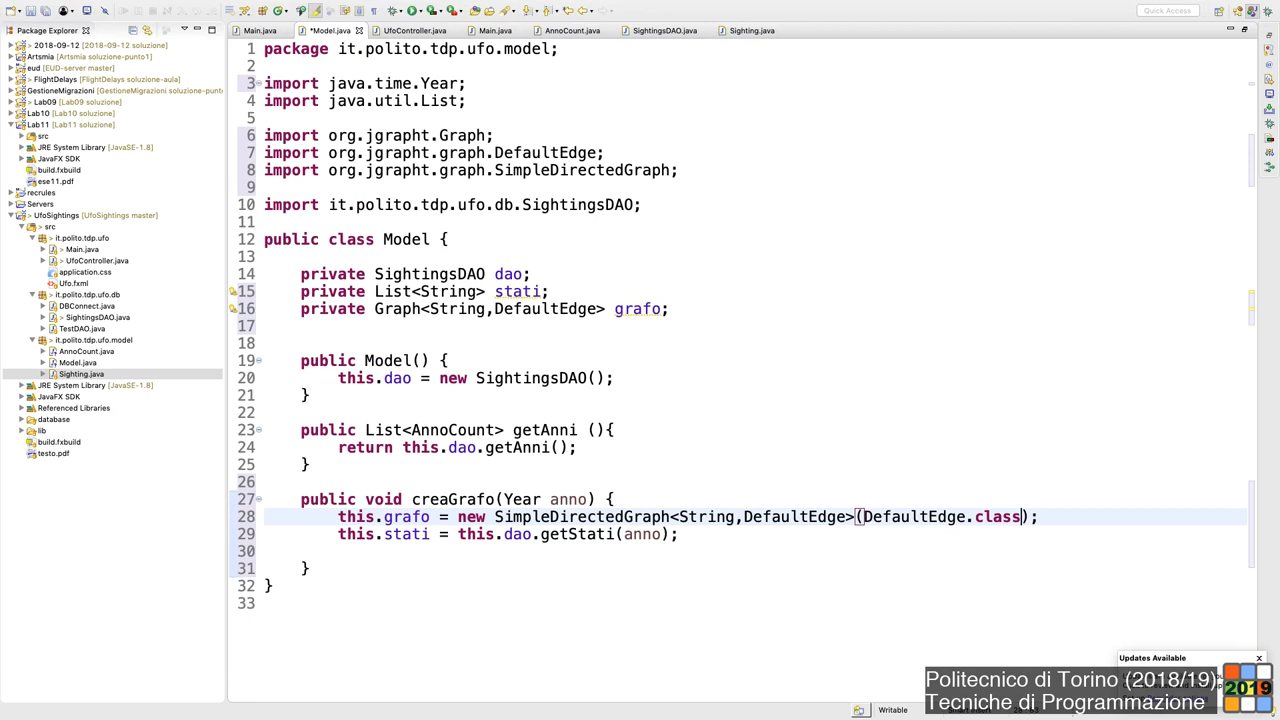 Quick Access
Package Explorer
Main.java
*Model.java
UfoController.java
Main.java
AnnoCount.java
SightingsDAO.java
Sighting.java
> 2018-09-12 [2018-09-12 soluzione]
Artsmia [Artsmia soluzione-punto1]
eud [EUD-server master]
> FlightDelays [FlightDelays soluzione-aula]
GestioneMigrazioni [GestioneMigrazioni soluzione-punto
> Lab09 [Lab09 soluzione]
Lab10 [Lab10 soluzione]
Lab11 [Lab11 soluzione]
src
JRE System Library [JavaSE-1.8]
JavaFX SDK
build.fxbuild
ese11.pdf
recrules
Servers
UfoSightings [UfoSightings master]
> src
> it.polito.tdp.ufo
> Main.java
> UfoController.java
application.css
Ufo.fxml
> it.polito.tdp.ufo.db
DBConnect.java
> SightingsDAO.java
TestDAO.java
> it.polito.tdp.ufo.model
AnnoCount.java
Model.java
Sighting.java
JRE System Library [JavaSE-1.8]
JavaFX SDK
Referenced Libraries
database
lib
build.fxbuild
testo.pdf
1 package it.polito.tdp.ufo.model;
2
3 import java.time.Year;
4 import java.util.List;
5
6 import org.jgrapht.Graph;
7 import org.jgrapht.graph.DefaultEdge;
8 import org.jgrapht.graph.SimpleDirectedGraph;
9
10 import it.polito.tdp.ufo.db.SightingsDAO;
11
12 public class Model {
13
14 private SightingsDAO dao;
15 private List<String> stati;
16 private Graph<String,DefaultEdge> grafo;
17
18
19 public Model() {
20 this.dao = new SightingsDAO();
21 }
22
23 public List<AnnoCount> getAnni (){
24 return this.dao.getAnni();
25 }
26
27 public void creaGrafo(Year anno) {
28 this.grafo = new SimpleDirectedGraph<String,DefaultEdge>(DefaultEdge.class);
29 this.stati = this.dao.getStati(anno);
30
31 }
32 }
33
Updates Available
Politecnico di Torino (2018/19)
Tecniche di Programmazione
2019
Writable